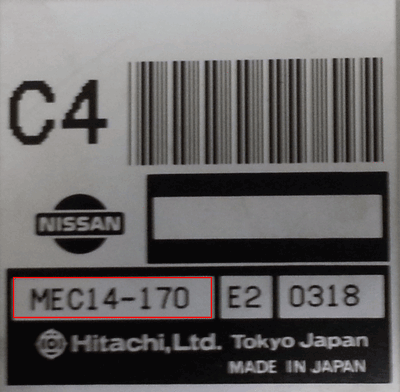 C4
NISSAN
MEC14-170 E2 0318
Hitachi, Ltd. Tokyo Japan
MADE IN JAPAN